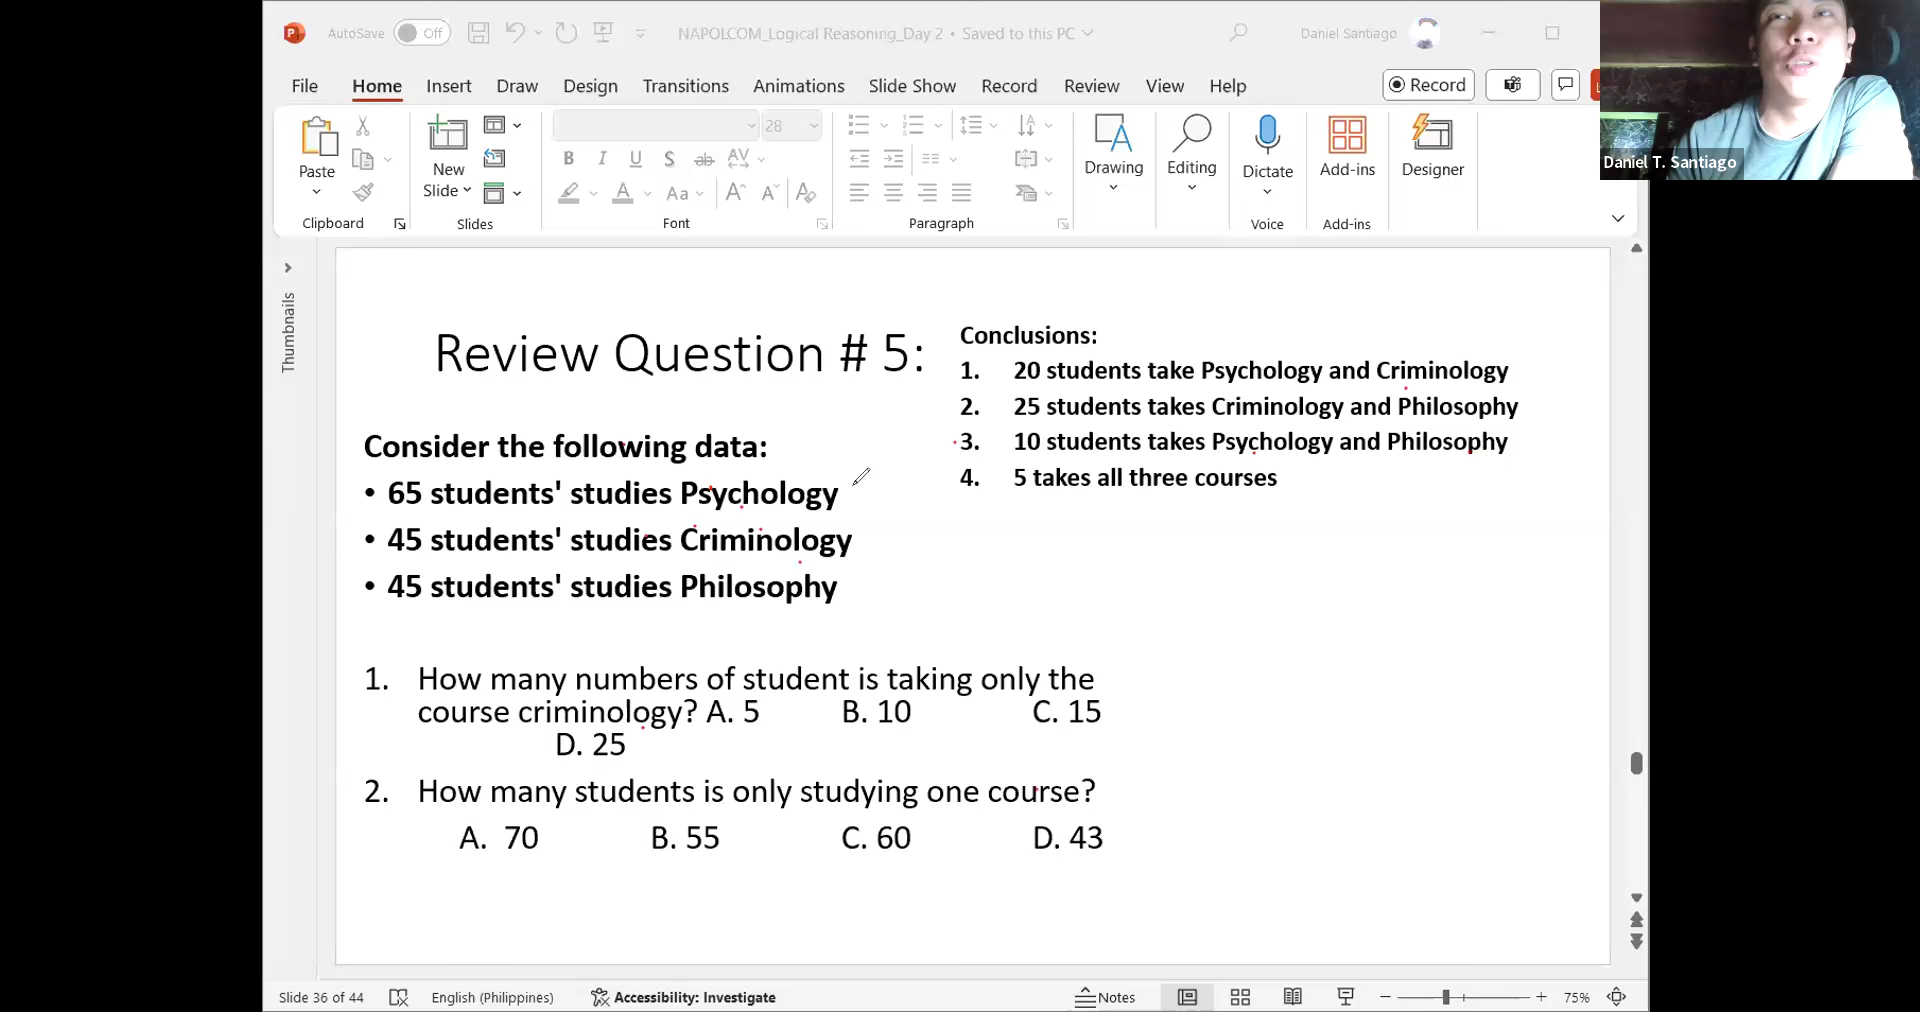 AutoSave Off NAPOLCOM_Logical Reasoning_Day 2 • Saved to this PC Daniel Santiago
File Home Insert Draw Design Transitions Animations Slide Show Record Review View Help Record
28
Paste
New
Slide
B I U S ab AV
A Aa A A A
Drawing
Editing
Dictate
Add-ins
Designer
Clipboard Slides Font Paragraph Voice Add-ins
Daniel T. Santiago
Thumbnails
Review Question # 5:
Consider the following data:
• 65 students' studies Psychology
• 45 students' studies Criminology
• 45 students' studies Philosophy
Conclusions:
1. 20 students take Psychology and Criminology
2. 25 students takes Criminology and Philosophy
3. 10 students takes Psychology and Philosophy
4. 5 takes all three courses
1. How many numbers of student is taking only the
course criminology? A. 5 B. 10 C. 15
D. 25
2. How many students is only studying one course?
A. 70 B. 55 C. 60 D. 43
Slide 36 of 44 English (Philippines) Accessibility: Investigate Notes 75%